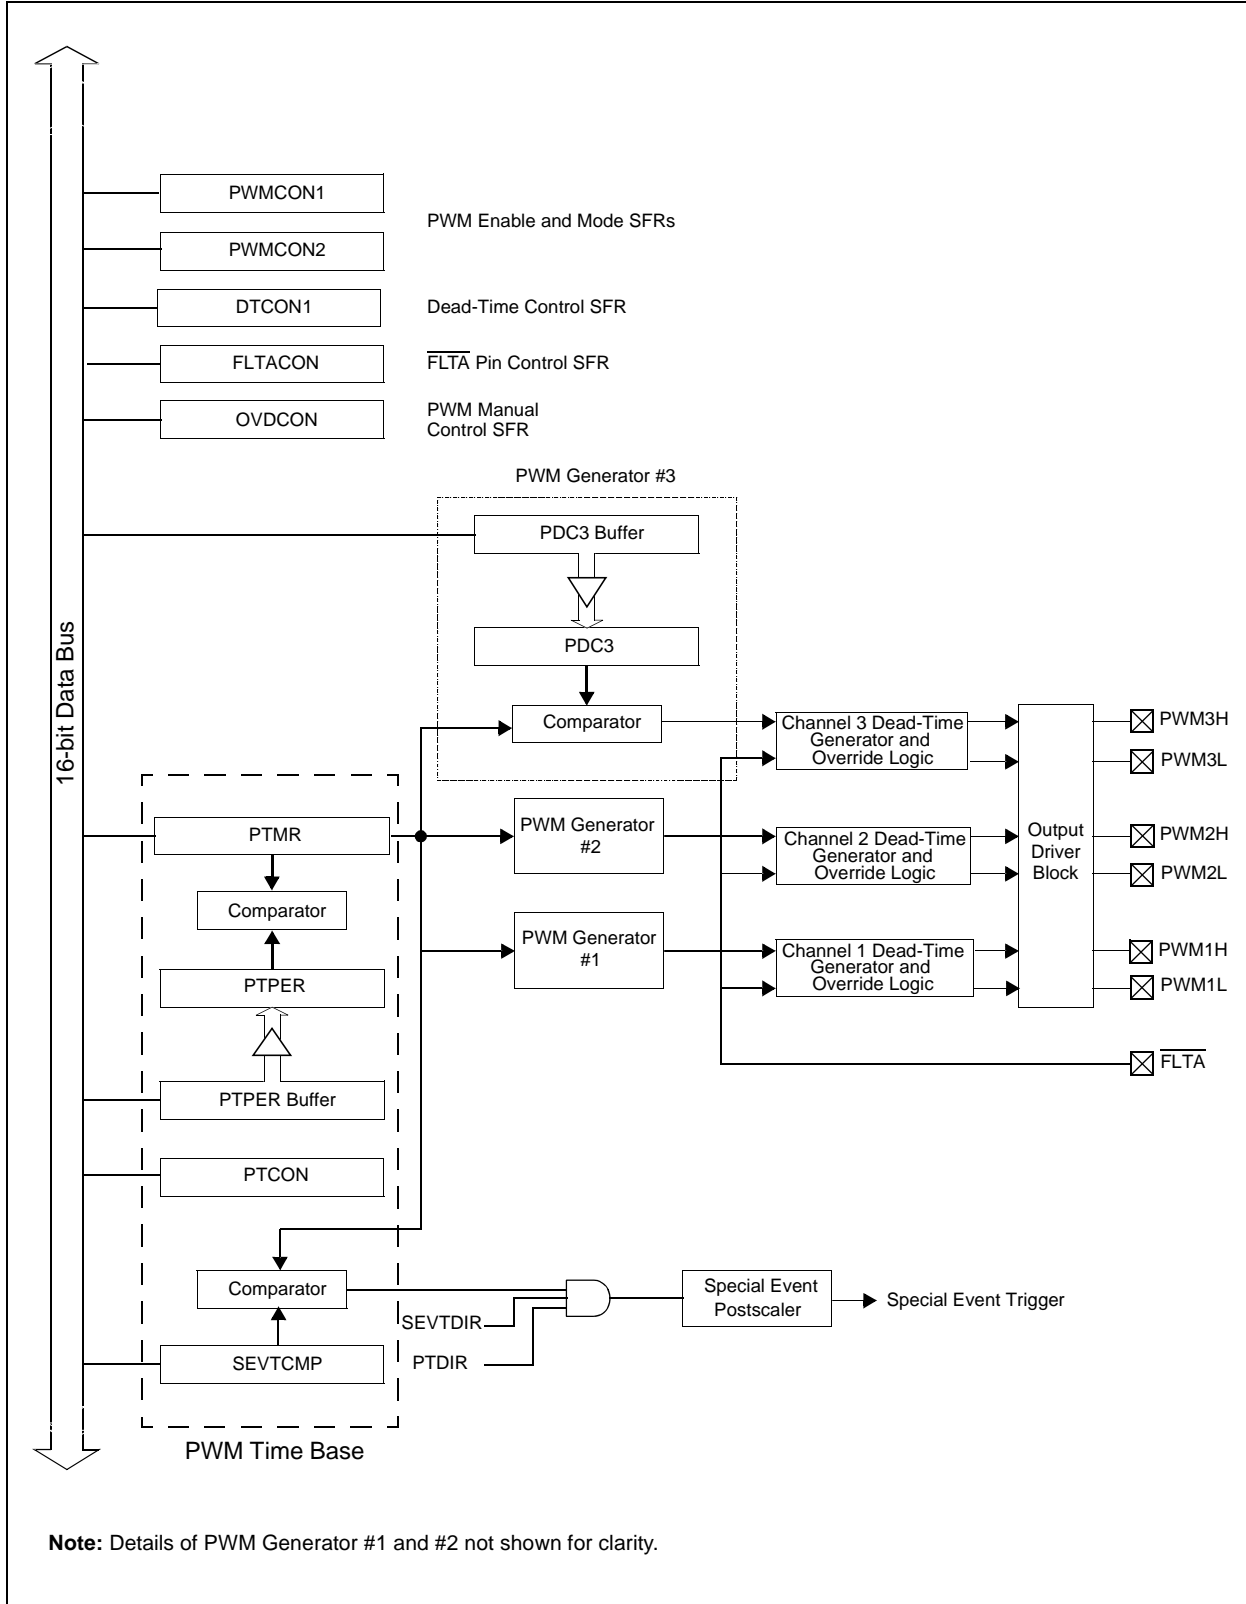 PWMCON1
PWM Enable and Mode SFRs
PWMCON2
DTCON1
Dead-Time Control SFR
FLTACON
FLTA Pin Control SFR
OVDCON
PWM Manual
Control SFR
PWM Generator #3
PDC3 Buffer
16-bit Data Bus
PDC3
Comparator
Channel 3 Dead-Time
Generator and
Override Logic
PWM3H
PWM3L
PTMR
PWM Generator
#2
Channel 2 Dead-Time
Generator and
Override Logic
Output
Driver
Block
PWM2H
PWM2L
Comparator
PWM Generator
#1
Channel 1 Dead-Time
Generator and
Override Logic
PWM1H
PWM1L
PTPER
FLTA
PTPER Buffer
PTCON
Comparator
SEVTDIR
PTDIR
Special Event
Postscaler
Special Event Trigger
SEVTCMP
PWM Time Base
Note: Details of PWM Generator #1 and #2 not shown for clarity.